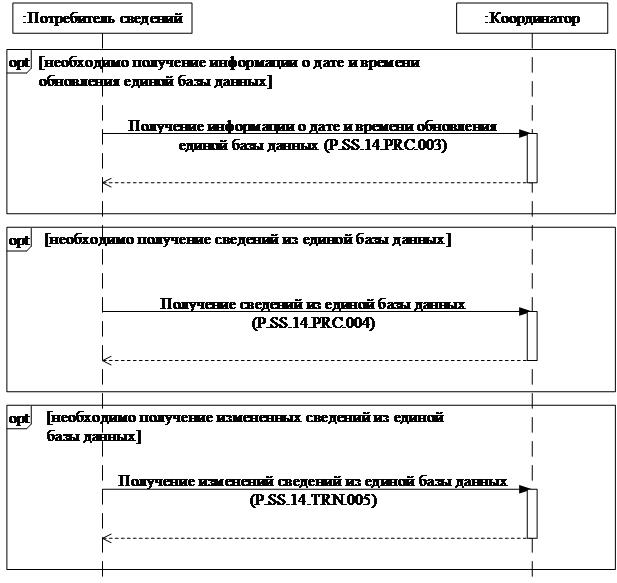 :Потребитель сведений
:Координатор
opt [необходимо получение информации о дате и времени
обновления единой базы данных]
Получение информации о дате и времени обновления
единой базы данных (P.SS.14.PRC.003)
opt [необходимо получение сведений из единой базы данных]
Получение сведений из единой базы данных
(P.SS.14.PRC.004)
opt [необходимо получение измененных сведений из единой
базы данных]
Получение изменений сведений из единой базы данных
(P.SS.14.TRN.005)